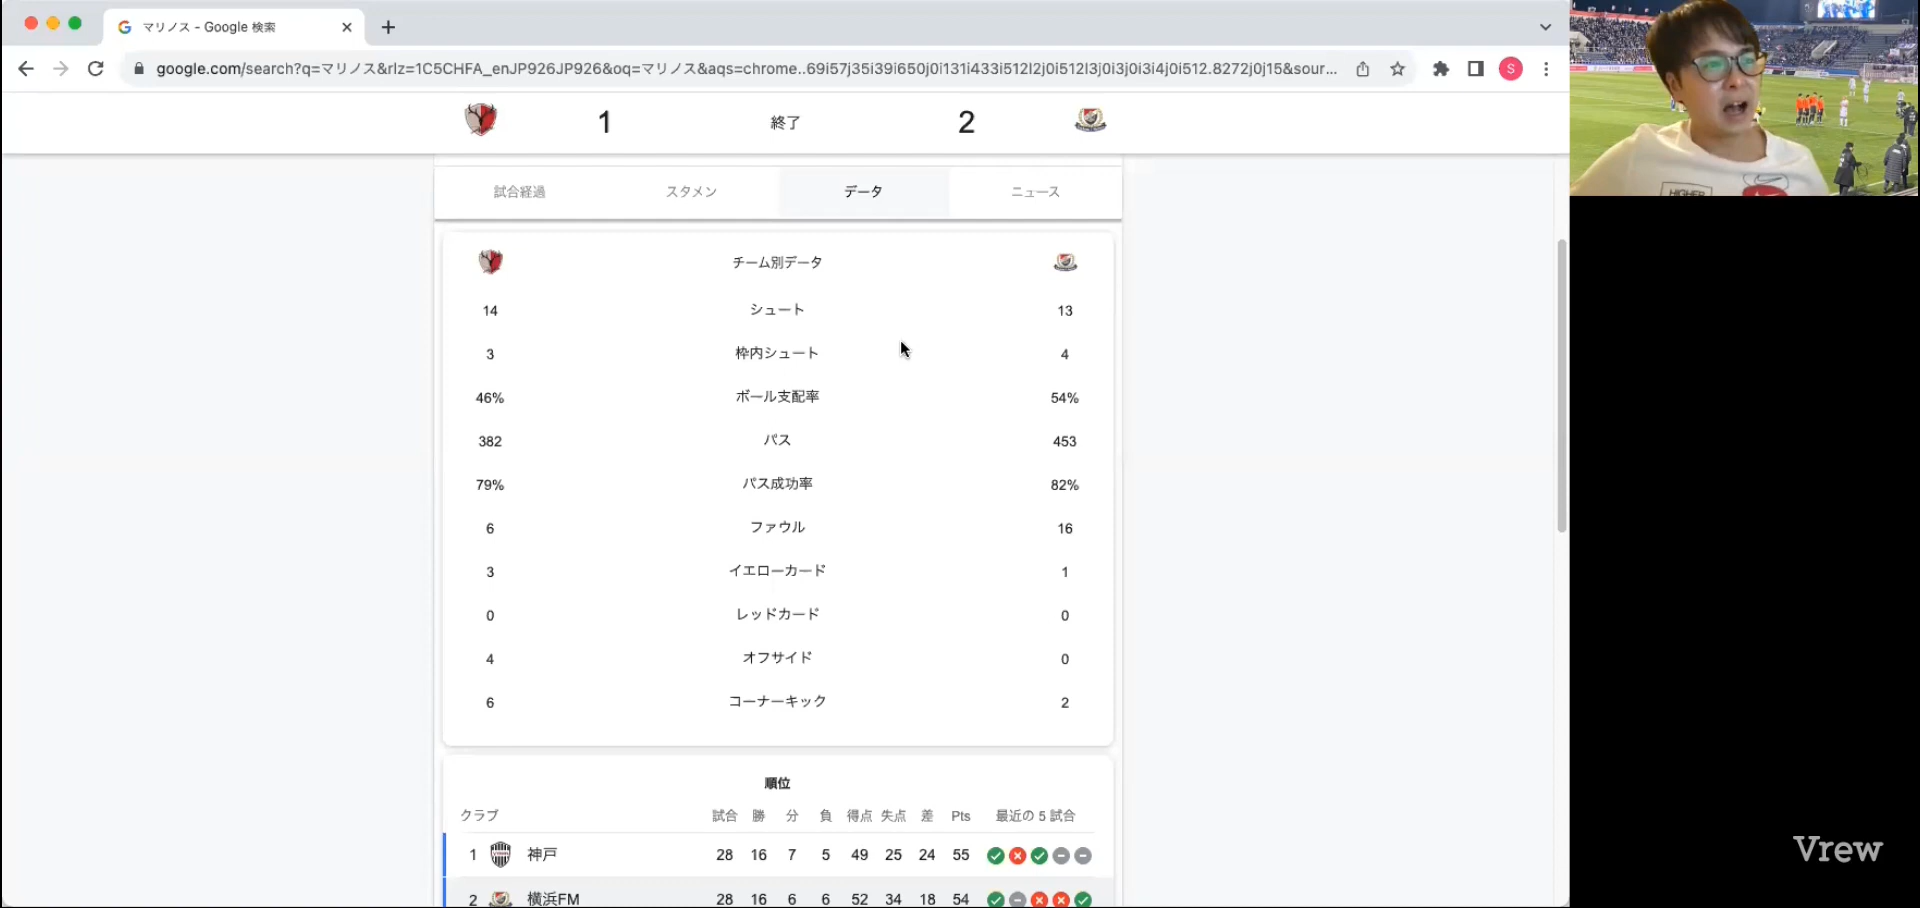 マリノス - Google 検索
google.com/search?q=マリノス&rlz=1C5CHFA_enJP926JP926&oq=マリノス&aqs=chrome..69i57j35i39i650j0i131i433i512l2j0i512l3j0i3j0i3i4j0i512.8272j0j15&sour...
S
1 終了 2
試合経過 スタメン データ ニュース
チーム別データ
14 シュート 13
3 枠内シュート 4
46% ボール支配率 54%
382 パス 453
79% パス成功率 82%
6 ファウル 16
3 イエローカード 1
0 レッドカード 0
4 オフサイド 0
6 コーナーキック 2
順位
クラブ 試合 勝 分 負 得点 失点 差 Pts 最近の 5 試合
1 神戸 28 16 7 5 49 25 24 55
2 横浜FM 28 16 6 6 52 34 18 54
HIGHER
Vrew